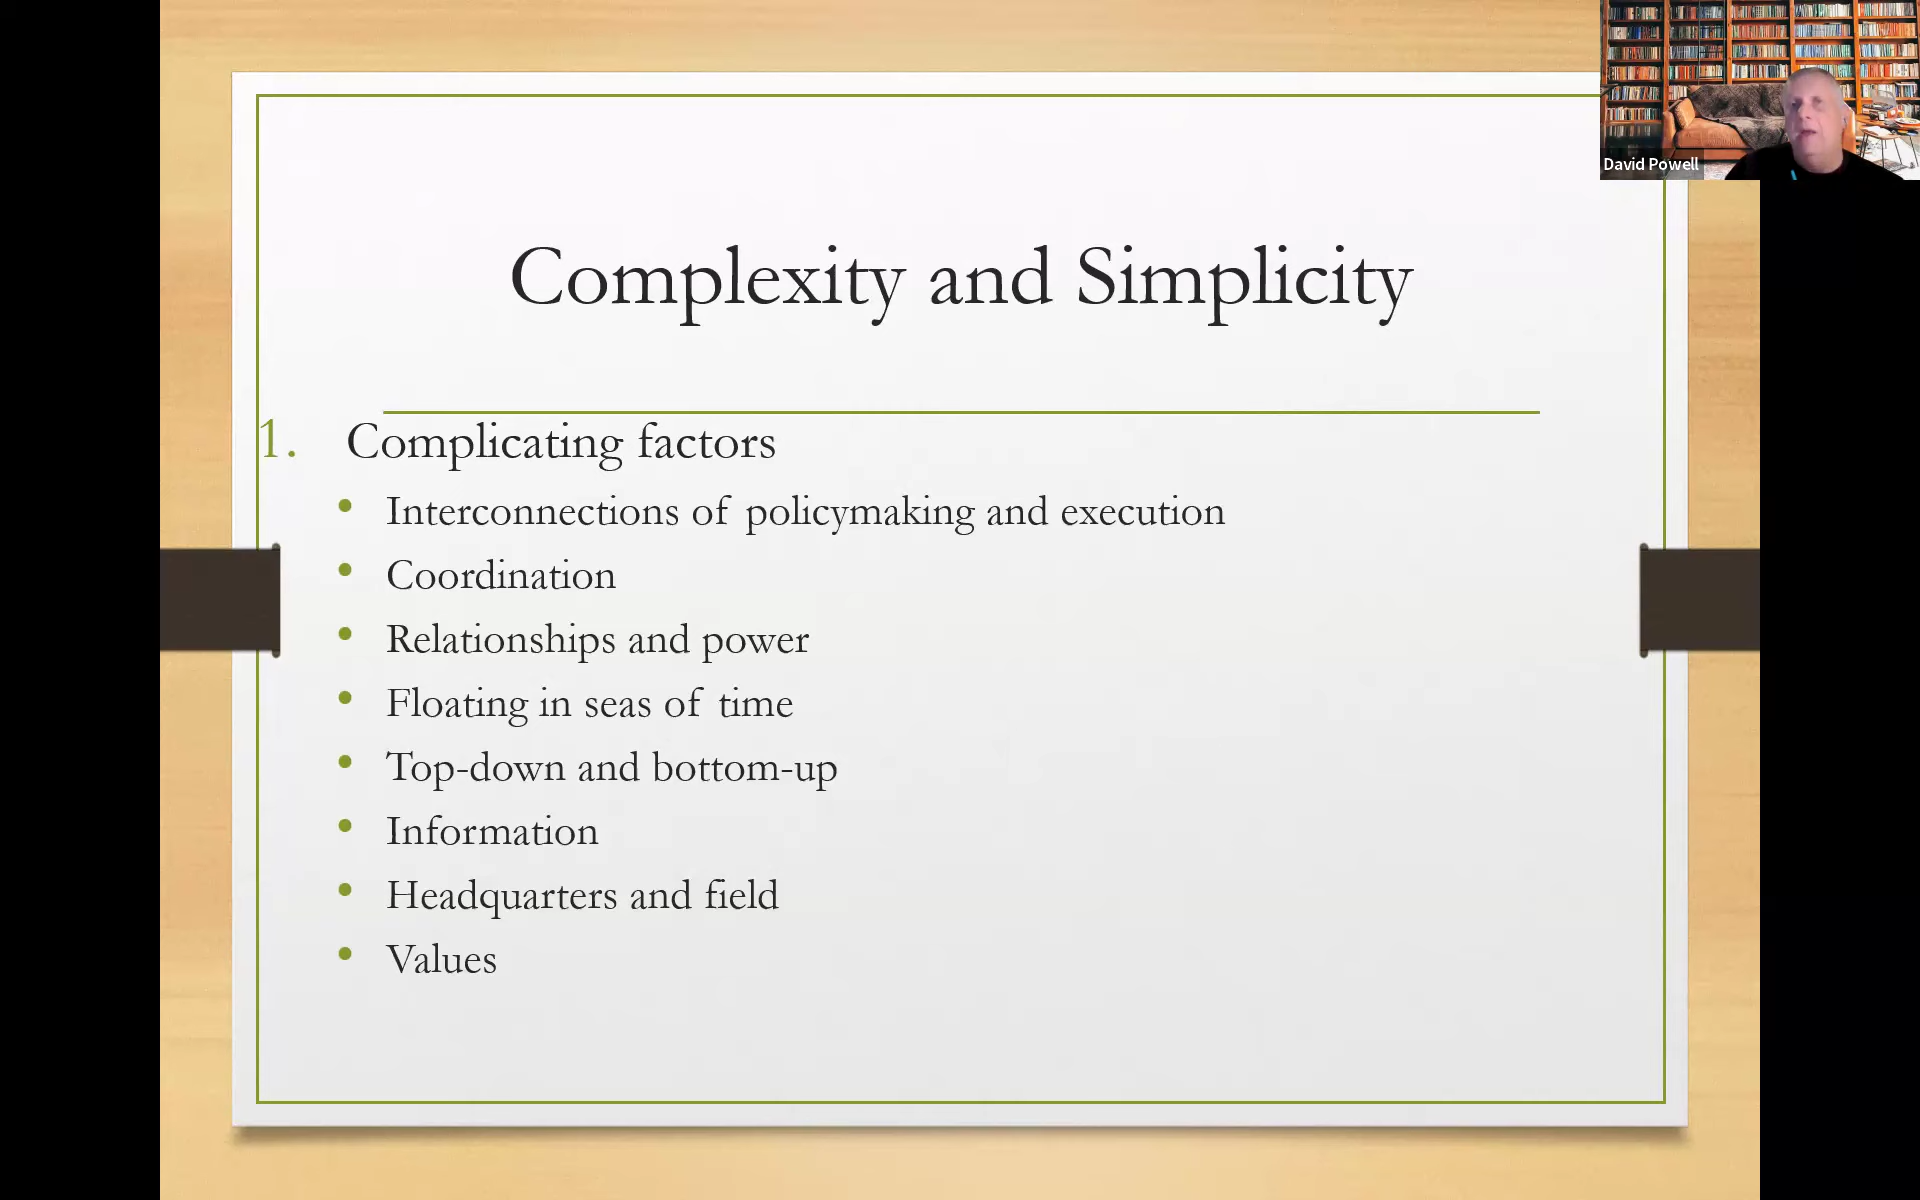 David Powell
Complexity and Simplicity
1. Complicating factors
• Interconnections of policymaking and execution
• Coordination
• Relationships and power
• Floating in seas of time
• Top-down and bottom-up
• Information
• Headquarters and field
• Values